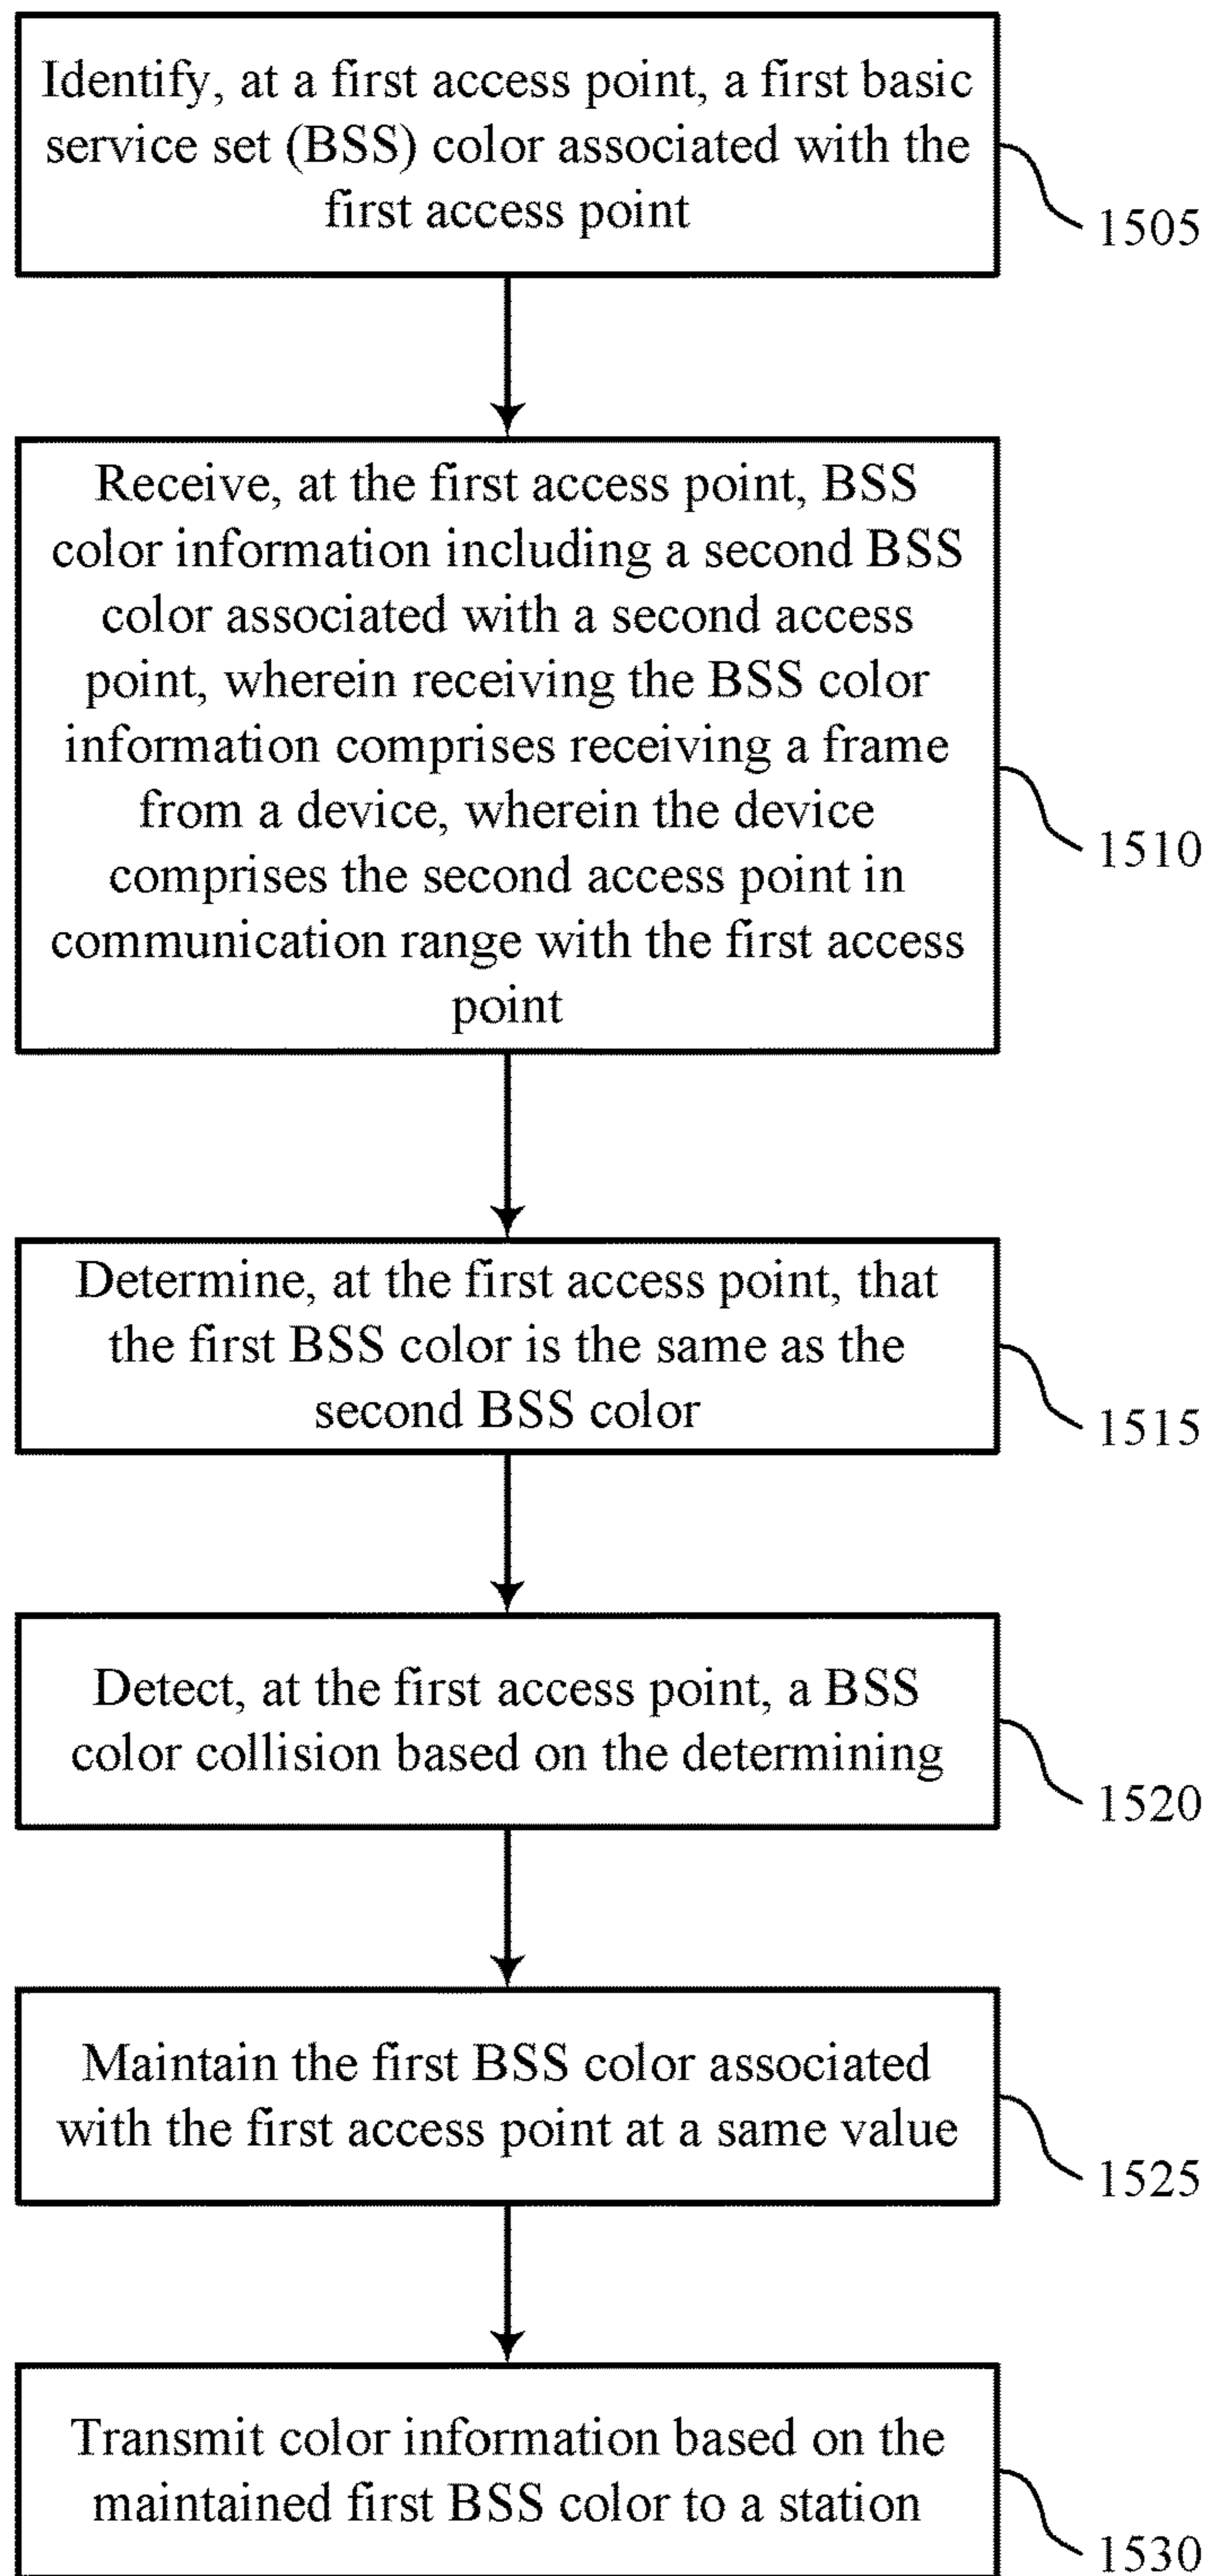 Identify, at a first access point, a first basic
service set (BSS) color associated with the
first access point
1505
Receive, at the first access point, BSS
color information including a second BSS
color associated with a second access
point, wherein receiving the BSS color
information comprises receiving a frame
from a device, wherein the device
comprises the second access point in
communication range with the first access
point
1510
Determine, at the first access point, that
the first BSS color is the same as the
second BSS color
1515
Detect, at the first access point, a BSS
color collision based on the determining
1520
Maintain the first BSS color associated
with the first access point at a same value
1525
Transmit color information based on the
maintained first BSS color to a station
1530